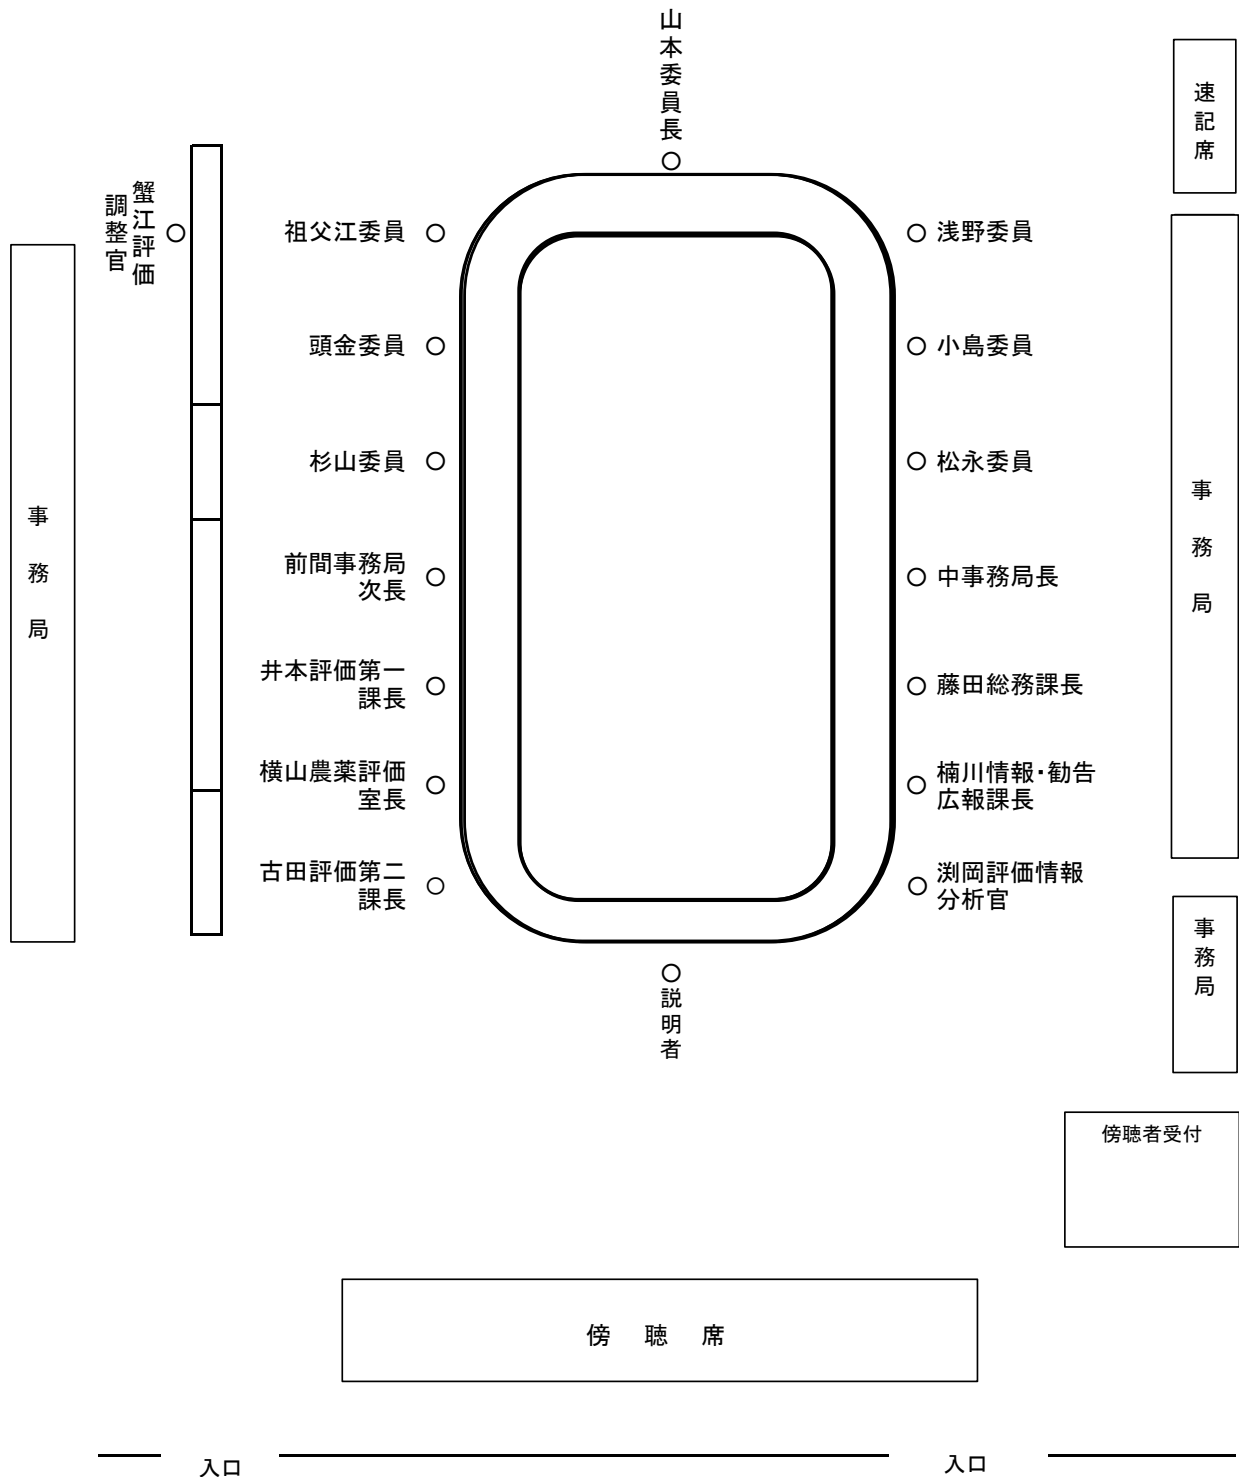 山本委員長
速記席
蟹江評価
調整官
祖父江委員
浅野委員
頭金委員
小島委員
杉山委員
松永委員
事務局
事務局
前間事務局
次長
中事務局長
井本評価第一
課長
藤田総務課長
横山農薬評価
室長
楠川情報・勧告
広報課長
古田評価第二
課長
渕岡評価情報
分析官
事務局
説明者
傍聴者受付
傍聴席
入口
入口